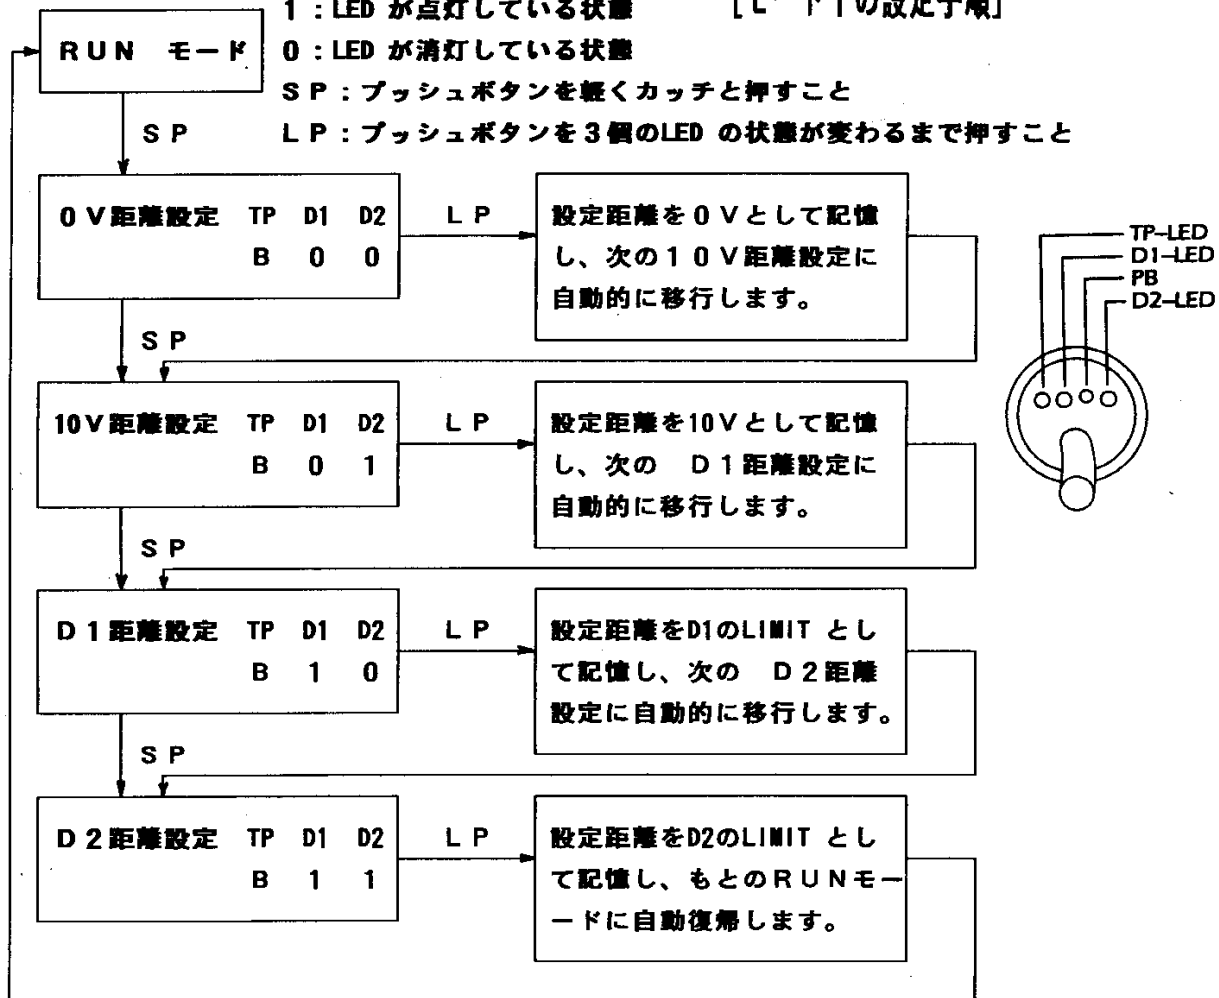 1：LED が点灯している状態
の設定手順]
RUN モード
0：LED が消灯している状態
SP：プッシュボタンを軽くカッチと押すこと
SP
LP：プッシュボタンを3個のLED の状態が変わるまで押すこと
0V距離設定 TP D1 D2
B 0 0
LP
設定距離を0Vとして記憶
し、次の10V距離設定に
自動的に移行します。
TP-LED
D1-LED
PB
D2-LED
SP
10V距離設定 TP D1 D2
B 0 1
LP
設定距離を10Vとして記憶
し、次の D1距離設定に
自動的に移行します。
SP
D1距離設定 TP D1 D2
B 1 0
LP
設定距離をD1のLIMIT とし
て記憶し、次の D2距離
設定に自動的に移行します。
SP
D2距離設定 TP D1 D2
B 1 1
LP
設定距離をD2のLIMIT とし
て記憶し、もとのRUNモー
ードに自動復帰します。